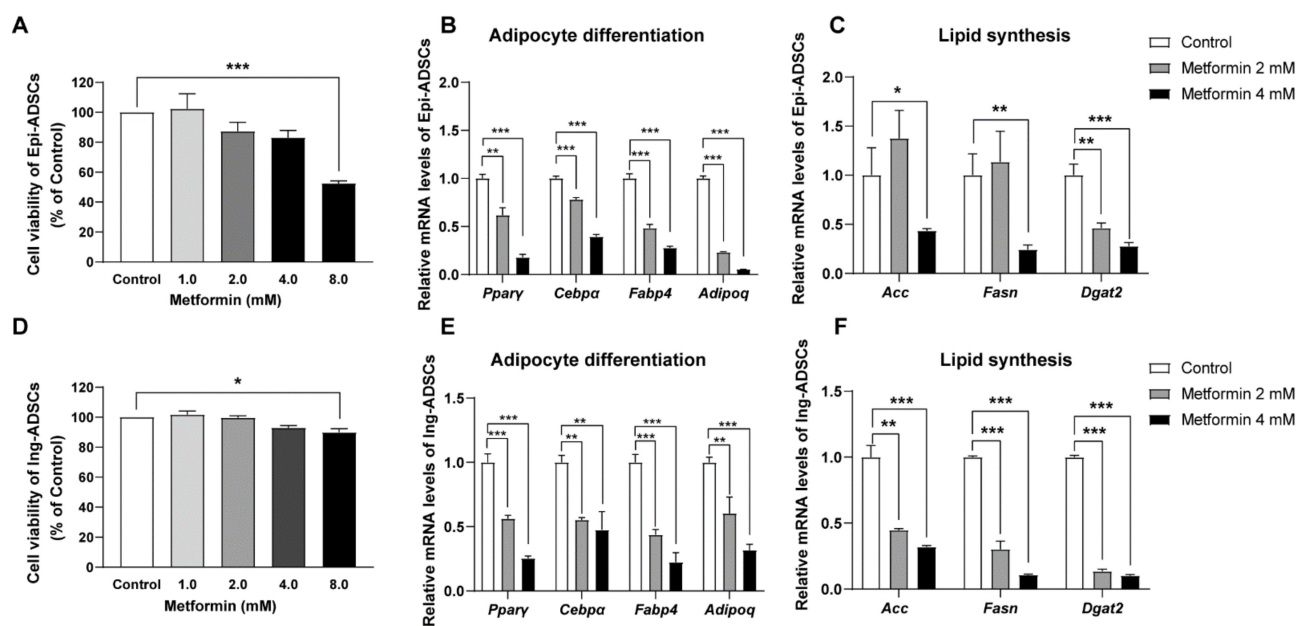 A
Cell viability of Epi-ADSCs
(% of Control)
120
100
80
60
40
20
0
***
Control 1.0 2.0 4.0 8.0
Metformin (mM)
B
Adipocyte differentiation
Relative mRNA levels of Epi-ADSCs
2.0
1.5
1.0
0.5
0.0
*** *** *** ***
** *** *** ***
Pparγ Cebpα Fabp4 Adipoq
C
Lipid synthesis
Relative mRNA levels of Epi-ADSCs
2.0
1.5
1.0
0.5
0.0
* ** ***
**
Acc Fasn Dgat2
Control
Metformin 2 mM
Metformin 4 mM
D
Cell viability of Ing-ADSCs
(% of Control)
120
100
80
60
40
20
0
*
Control 1.0 2.0 4.0 8.0
Metformin (mM)
E
Adipocyte differentiation
Relative mRNA levels of Ing-ADSCs
1.5
1.0
0.5
0.0
*** ** *** ***
*** ** *** **
Pparγ Cebpα Fabp4 Adipoq
F
Lipid synthesis
Relative mRNA levels of Ing-ADSCs
1.5
1.0
0.5
0.0
*** *** ***
** *** ***
Acc Fasn Dgat2
Control
Metformin 2 mM
Metformin 4 mM